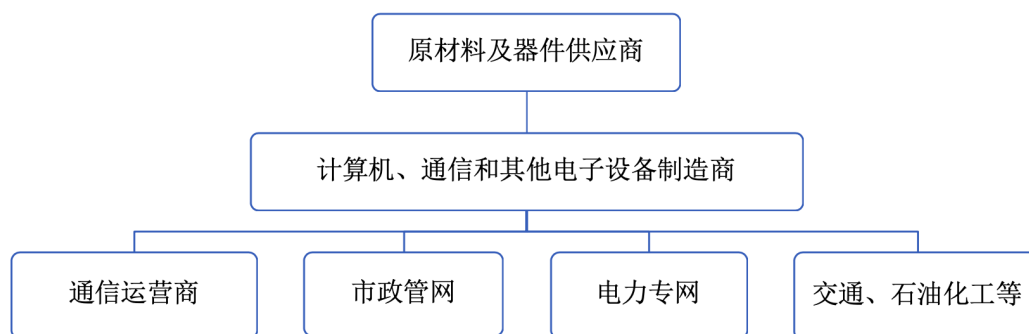 原材料及器件供应商
计算机、通信和其他电子设备制造商
通信运营商
市政管网
电力专网
交通、石油化工等